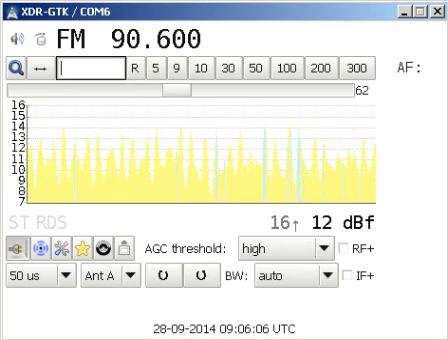 XDR-GTK / COM6
FM 90.600
R 5 9 10 30 50 100 200 300 AF:
62
16
15
14
13
12
11
10
9
8
7
ST RDS 16↑ 12 dBf
AGC threshold: high RF+
50 us Ant A BW: auto IF+
28-09-2014 09:06:06 UTC